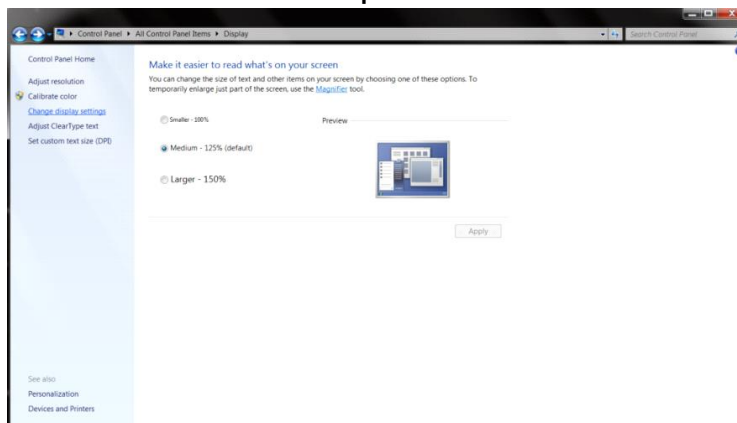 Control Panel ▸ All Control Panel Items ▸ Display
Search Control Panel
Control Panel Home
Adjust resolution
Calibrate color
Change display settings
Adjust ClearType text
Set custom text size (DPI)
Make it easier to read what's on your screen
You can change the size of text and other items on your screen by choosing one of these options. To
temporarily enlarge just part of the screen, use the Magnifier tool.
Smaller - 100%
Preview
Medium - 125% (default)
Larger - 150%
Apply
See also
Personalization
Devices and Printers